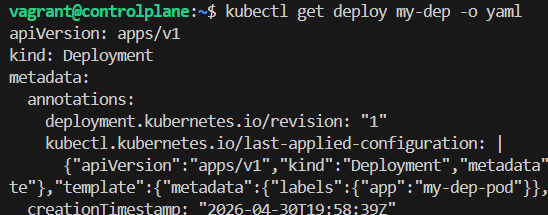 vagrant@controlplane:~$ kubectl get deploy my-dep -o yaml
apiVersion: apps/v1
kind: Deployment
metadata:
  annotations:
    deployment.kubernetes.io/revision: "1"
    kubectl.kubernetes.io/last-applied-configuration: |
      {"apiVersion":"apps/v1","kind":"Deployment","metadata"
te"},"template":{"metadata":{"labels":{"app":"my-dep-pod"}},
  creationTimestamp: "2026-04-30T19:58:39Z"